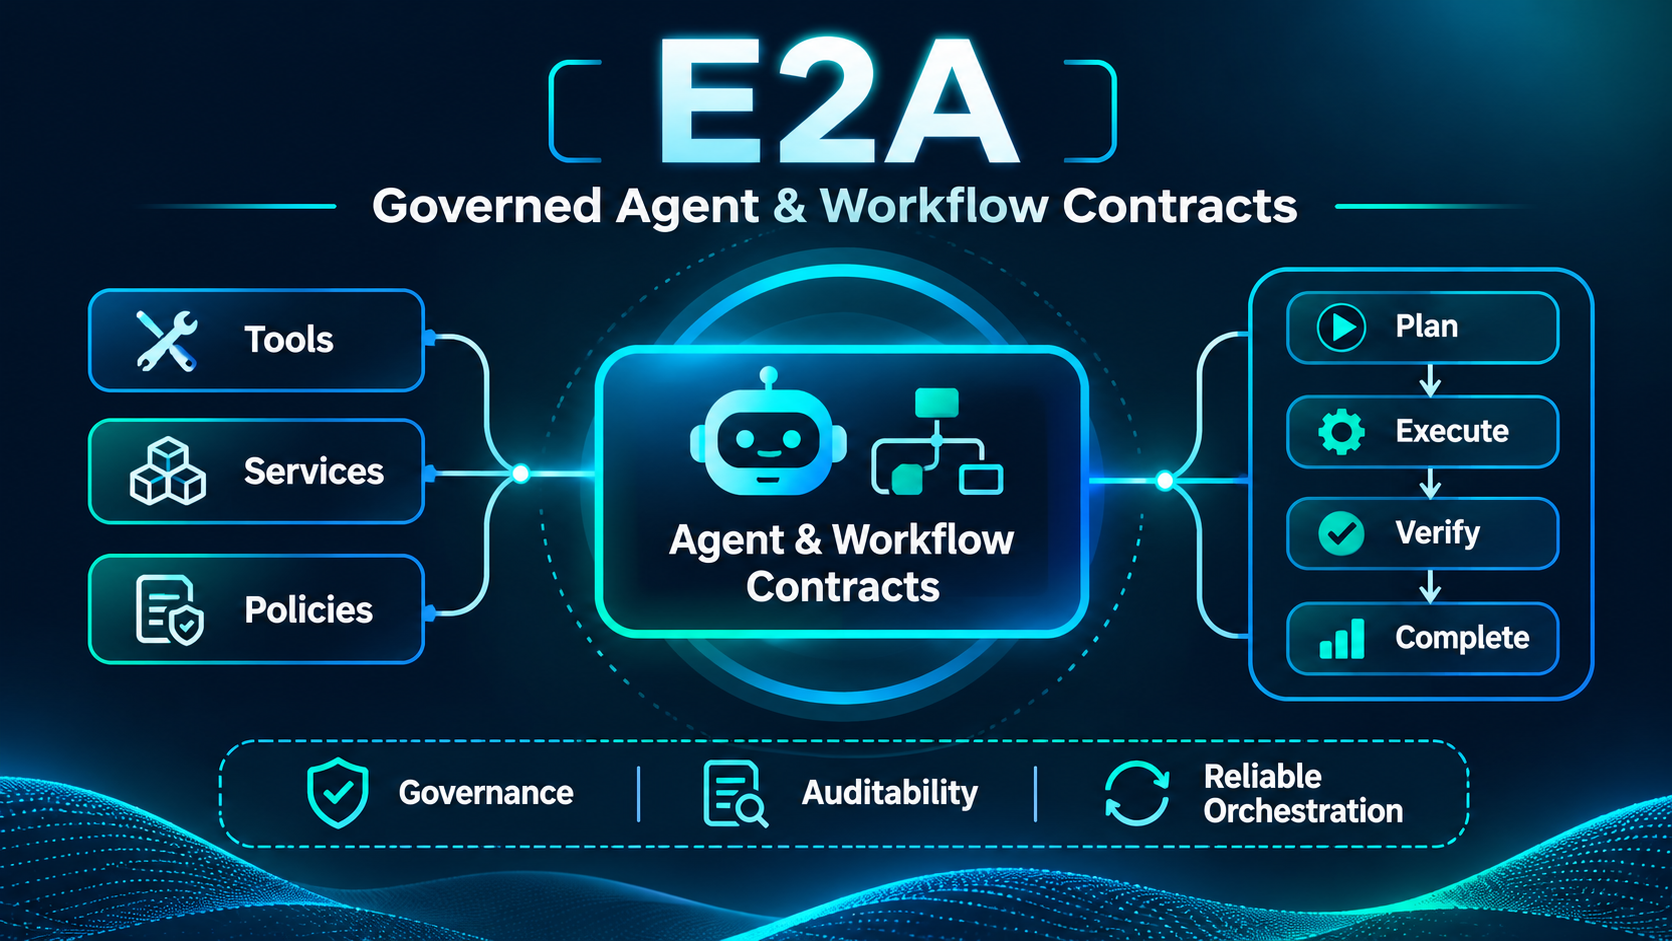 E2A
Governed Agent & Workflow Contracts
Tools
Services
Policies
Agent & Workflow
Contracts
Plan
Execute
Verify
Complete
Governance
Auditability
Reliable
Orchestration